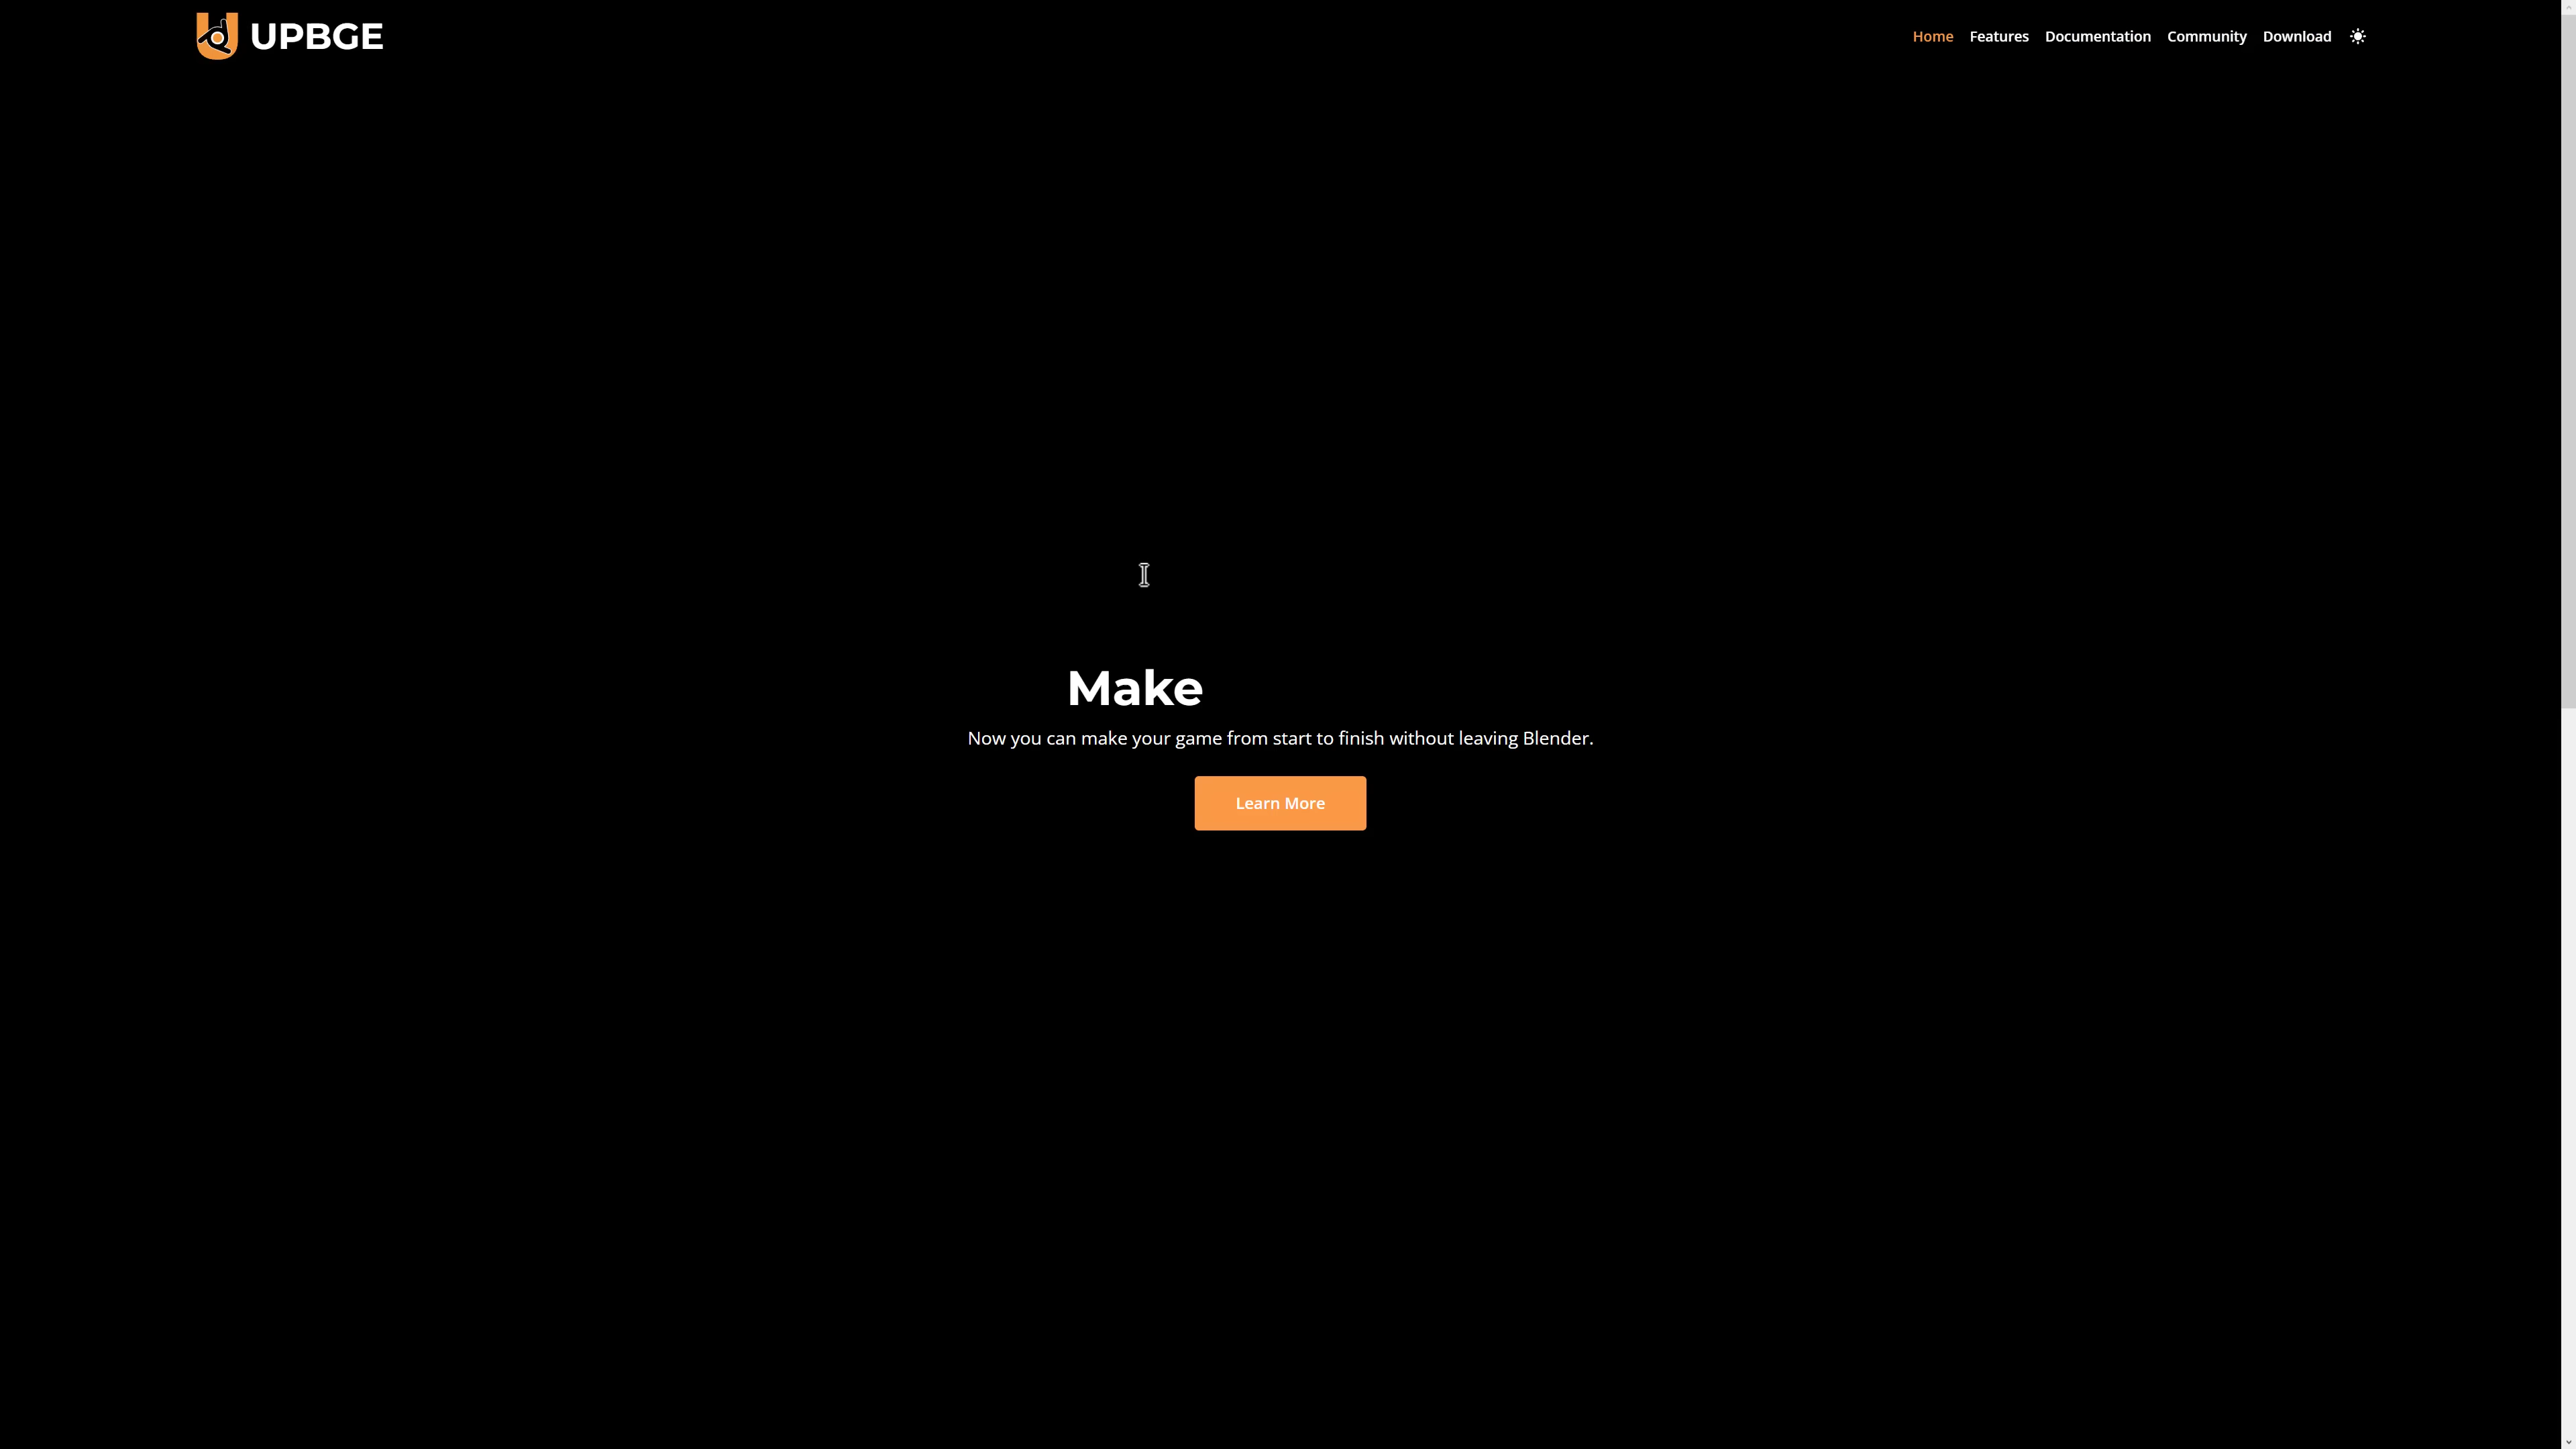 UPBGE
Home Features Documentation Community Download
Make
Now you can make your game from start to finish without leaving Blender.
Learn More